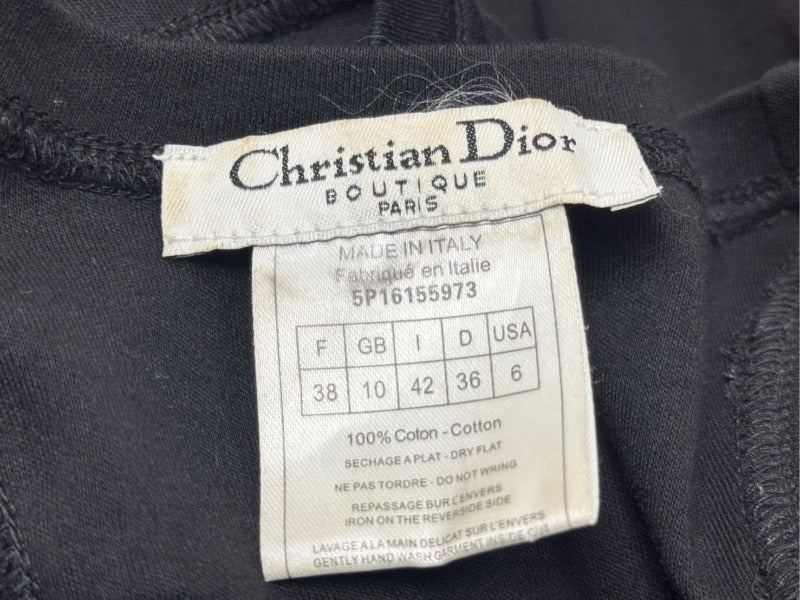 Christian Dior
BOUTIQUE
PARIS
MADE IN ITALY
Fabriqué en Italie
5P16155973
F GB I D USA
38 10 42 36 6
100% Coton - Cotton
SECHAGE A PLAT - DRY FLAT
NE PAS TORDRE - DO NOT WRING
REPASSAGE BUR L'ENVERS
IRON ON THE REVERSIDE SIDE
LAVAGE A LA MAIN DELICAT SUR L'ENVERS
GENTLY HAND WASH GARMENT INSIDE OUT